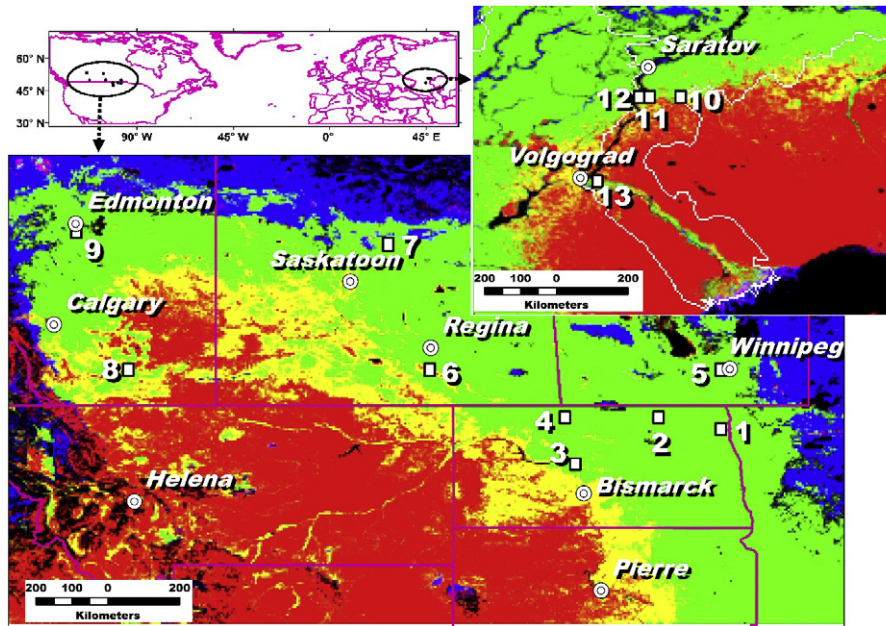 60° N
45° N
30° N
90° W
45° W
0°
45° E
Saratov
12
11
10
Volgograd
13
200 100 0 200
Kilometers
Edmonton
9
7
Saskatoon
Calgary
Regina
Winnipeg
8
6
5
4
2
1
3
Bismarck
Helena
Pierre
200 100 0 200
Kilometers